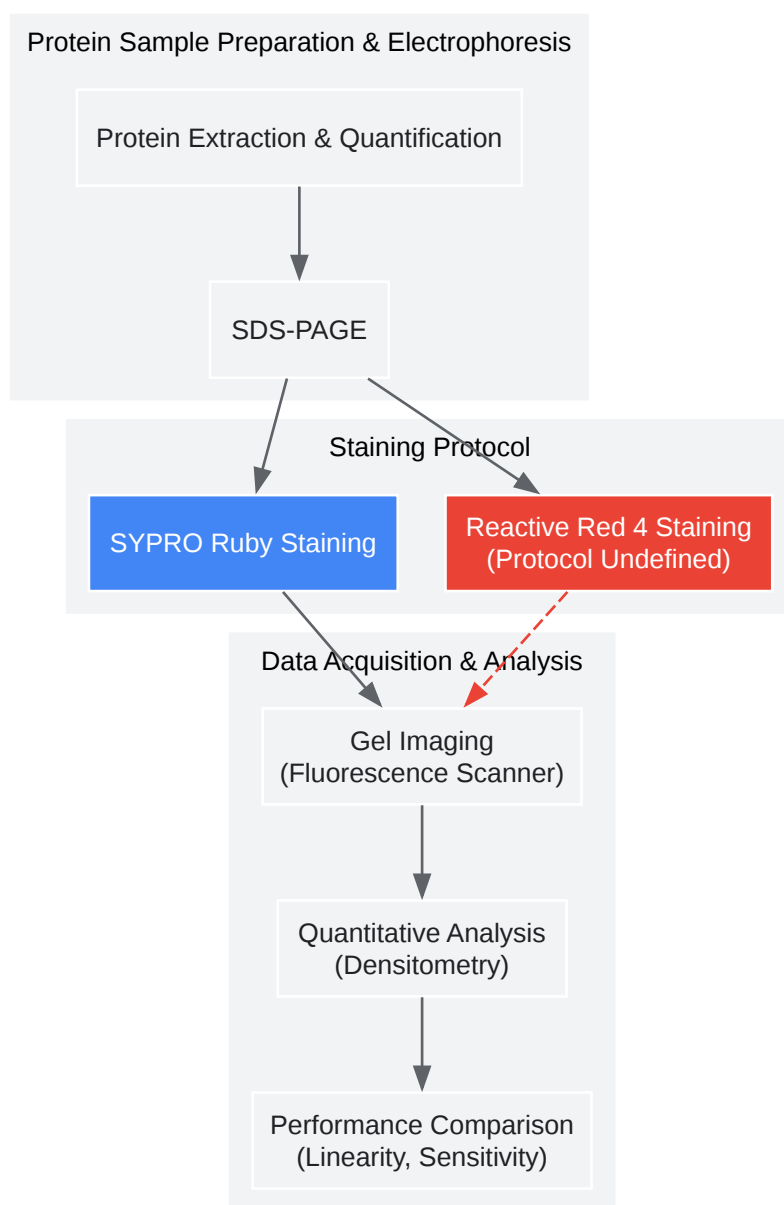 Protein Sample Preparation & Electrophoresis
Protein Extraction & Quantification
SDS-PAGE
Staining Protocol
SYPRO Ruby Staining
Reactive Red 4 Staining
(Protocol Undefined)
Data Acquisition & Analysis
Gel Imaging
(Fluorescence Scanner)
Quantitative Analysis
(Densitometry)
Performance Comparison
(Linearity, Sensitivity)